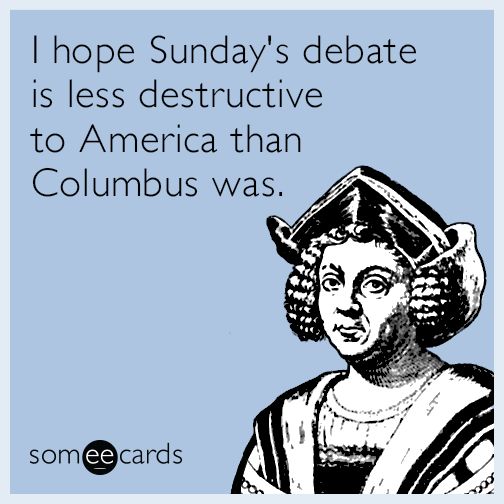 I hope Sunday's debate
is less destructive
to America than
Columbus was.
someecards